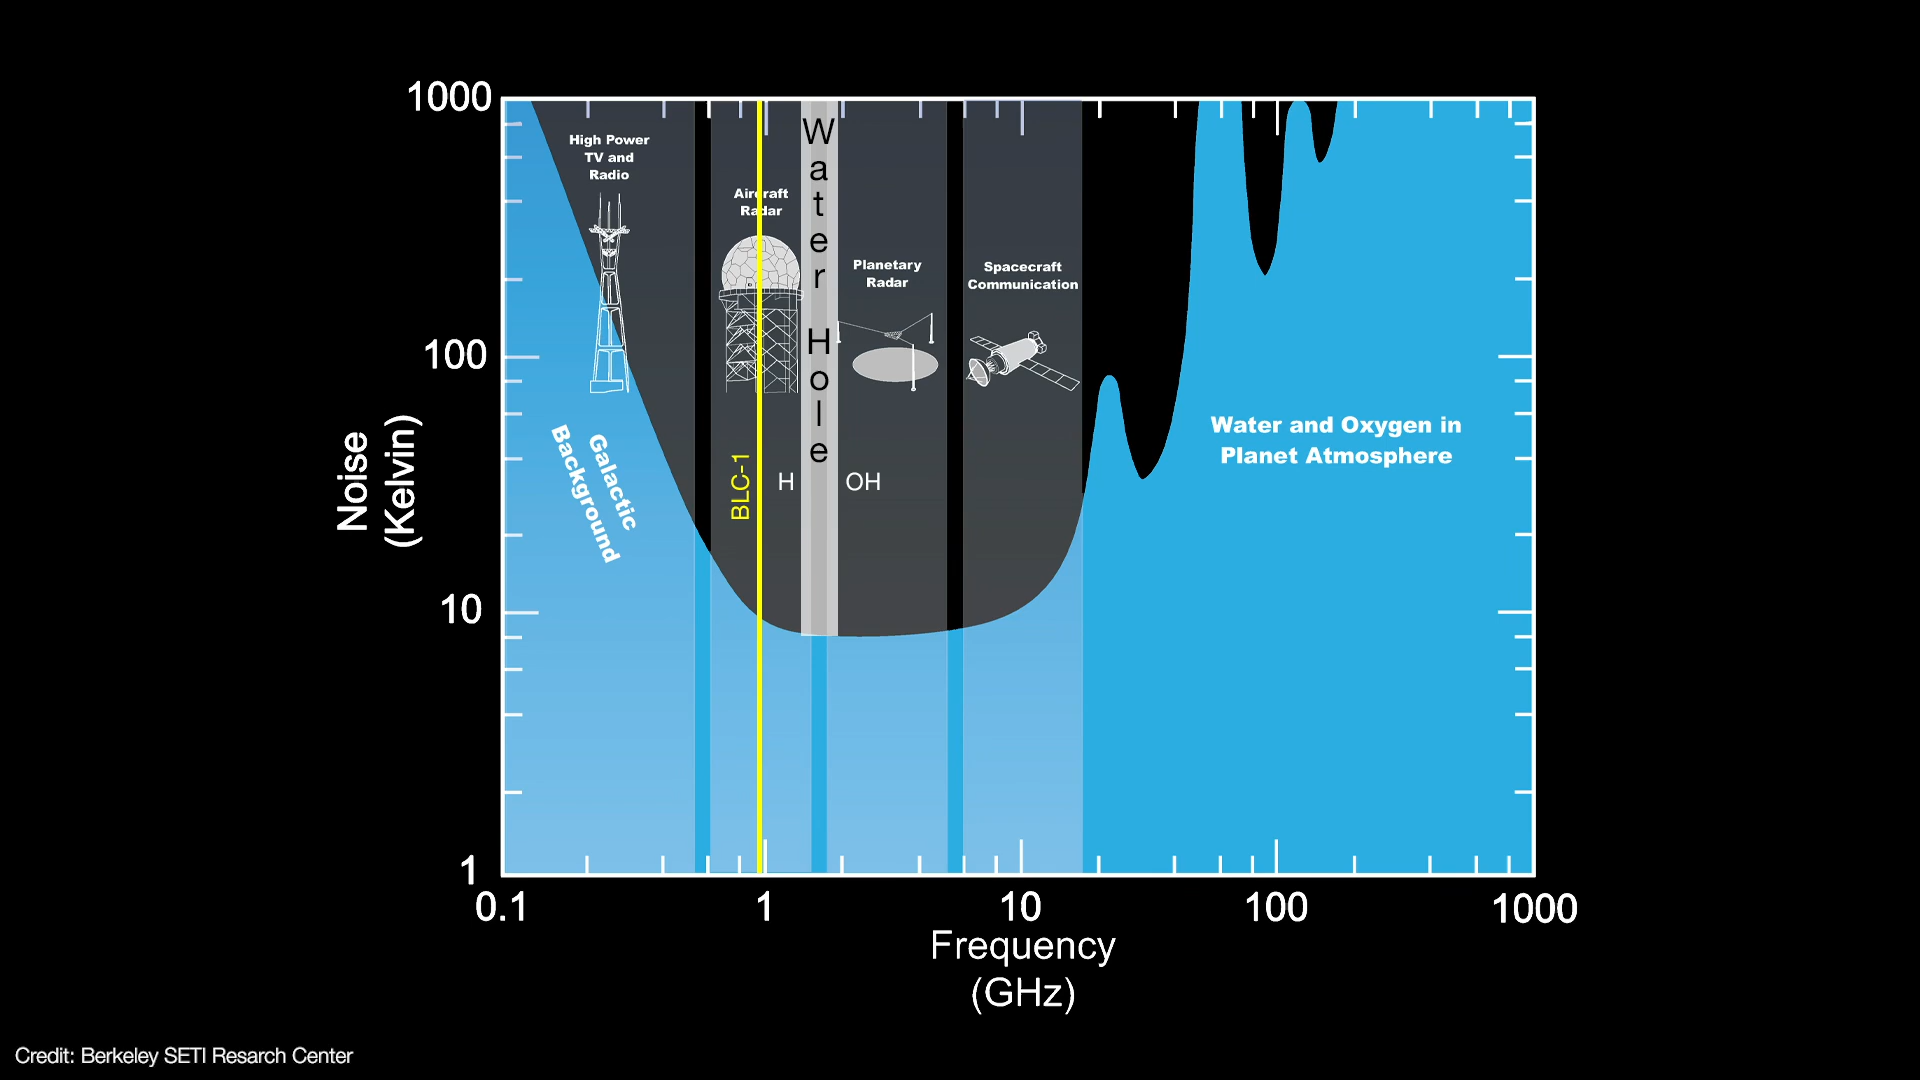 1000
100
10
1
Noise
(Kelvin)
High Power
TV and
Radio
Aircraft
Radar
Water Hole
Planetary
Radar
Spacecraft
Communication
Galactic
Background
BLC-1
H
OH
Water and Oxygen in
Planet Atmosphere
0.1
1
10
100
1000
Frequency
(GHz)
Credit: Berkeley SETI Resarch Center